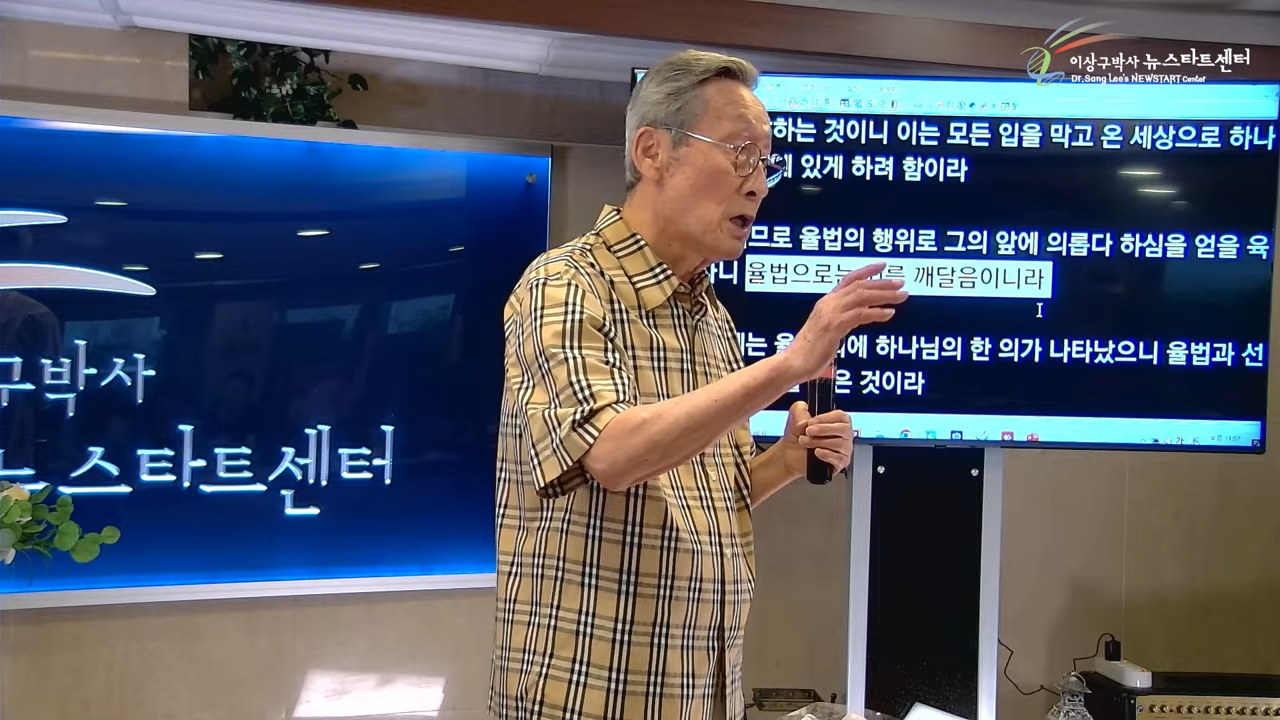 이상구박사 뉴스타트센터
Dr. Sang Lee's NEWSTART Center
하는 것이니 이는 모든 입을 막고 온 세상으로 하나
있게 하려 함이라
므로 율법의 행위로 그의 앞에 의롭다 하심을 얻을 육
니 율법으로는 깨달음이니라
는 율 에 하나님의 한 의가 나타났으니 율법과 선
은 것이라
구박사
뉴스타트센터